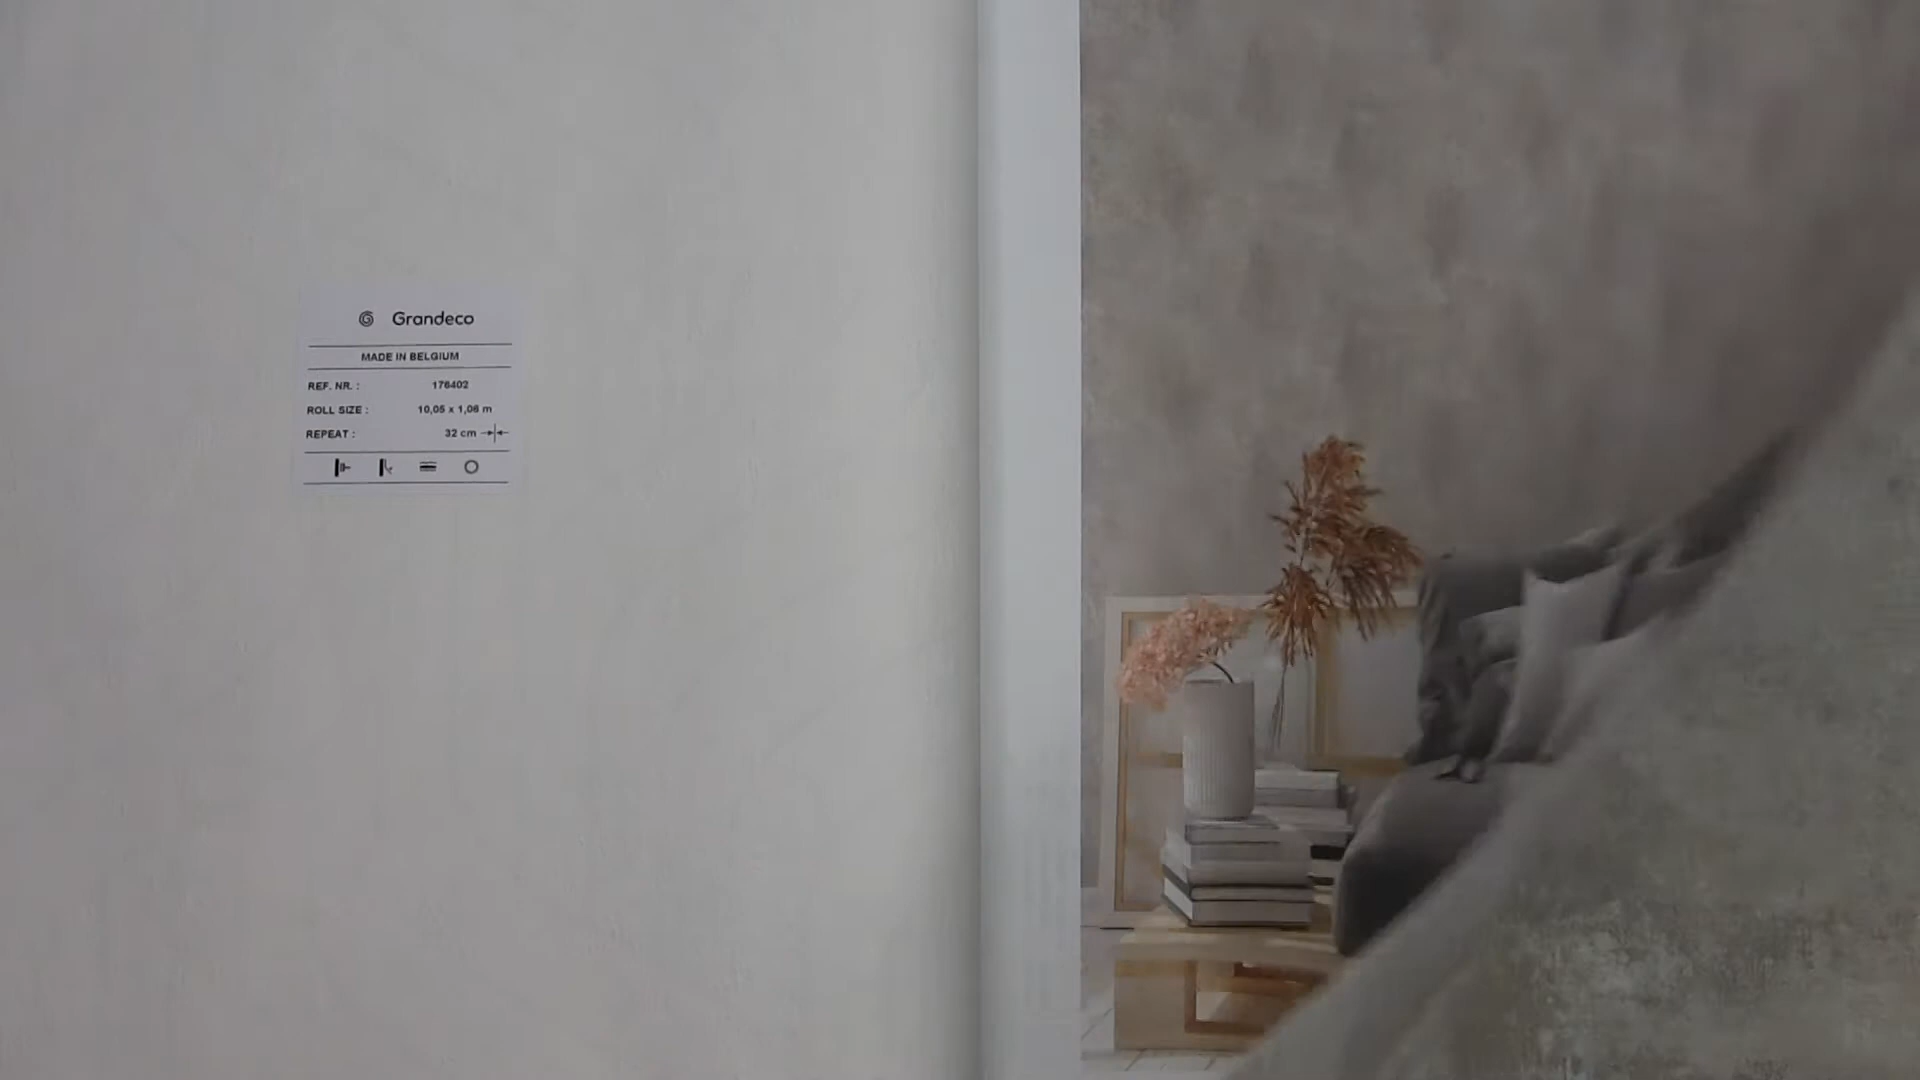 Grandeco
MADE IN BELGIUM
REF. NR. : 176402
ROLL SIZE : 10,05 x 1,06 m
REPEAT : 32 cm